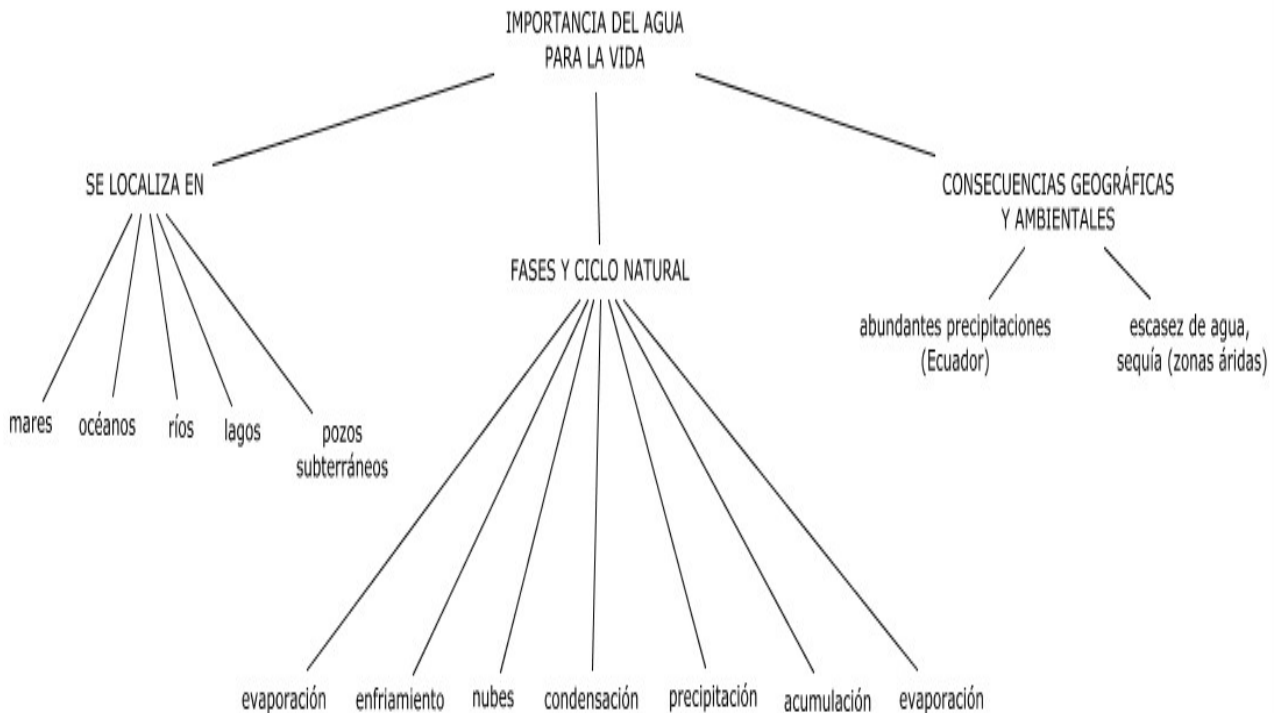 IMPORTANCIA DEL AGUA
PARA LA VIDA
SE LOCALIZA EN
mares
océanos
ríos
lagos
pozos
subterráneos
FASES Y CICLO NATURAL
evaporación
enfriamiento
nubes
condensación
precipitación
acumulación
evaporación
CONSECUENCIAS GEOGRÁFICAS
Y AMBIENTALES
abundantes precipitaciones
(Ecuador)
escasez de agua,
sequía (zonas áridas)